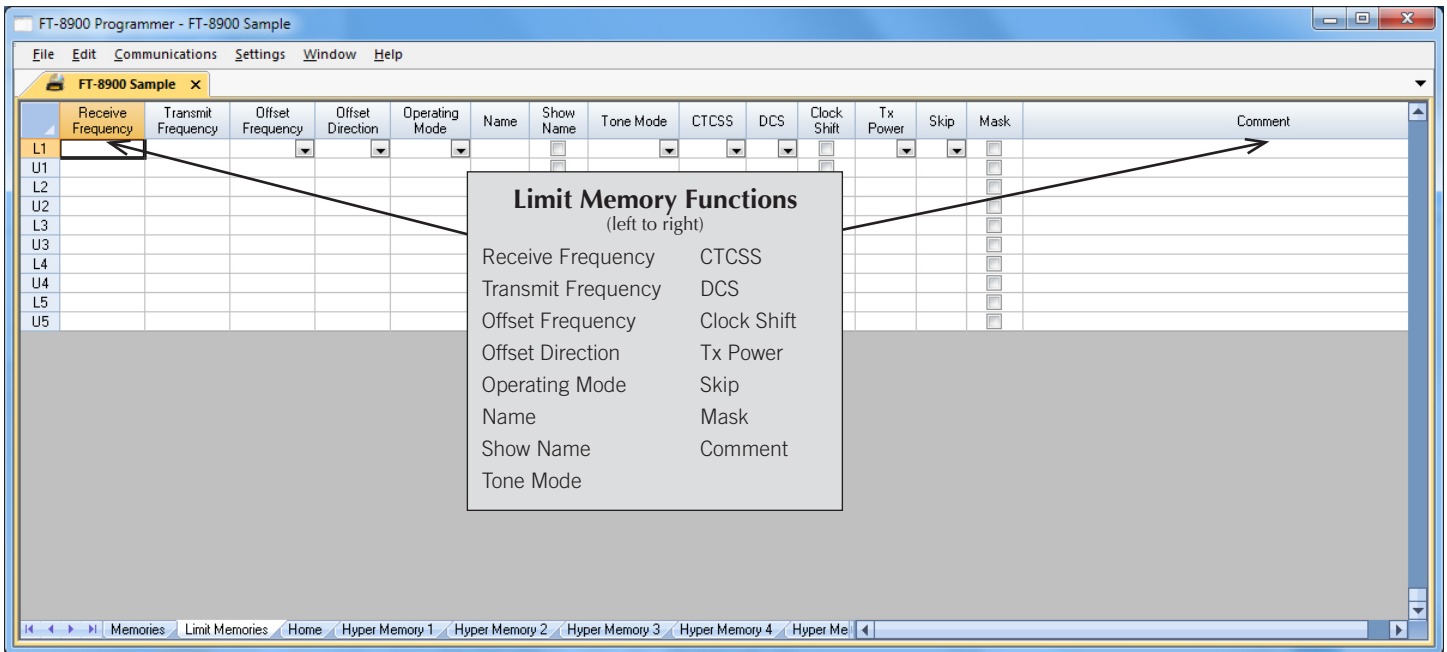 FT-8900 Programmer - FT-8900 Sample
File Edit Communications Settings Window Help
FT-8900 Sample X
Receive Frequency Transmit Frequency Offset Frequency Offset Direction Operating Mode Name Show Name Tone Mode CTCSS DCS Clock Shift Tx Power Skip Mask Comment
L1
U1
L2
U2
L3
U3
L4
U4
L5
U5
Limit Memory Functions
(left to right)
Receive Frequency CTCSS
Transmit Frequency DCS
Offset Frequency Clock Shift
Offset Direction Tx Power
Operating Mode Skip
Name Mask
Show Name Comment
Tone Mode
Memories Limit Memories Home Hyper Memory 1 Hyper Memory 2 Hyper Memory 3 Hyper Memory 4 Hyper Me